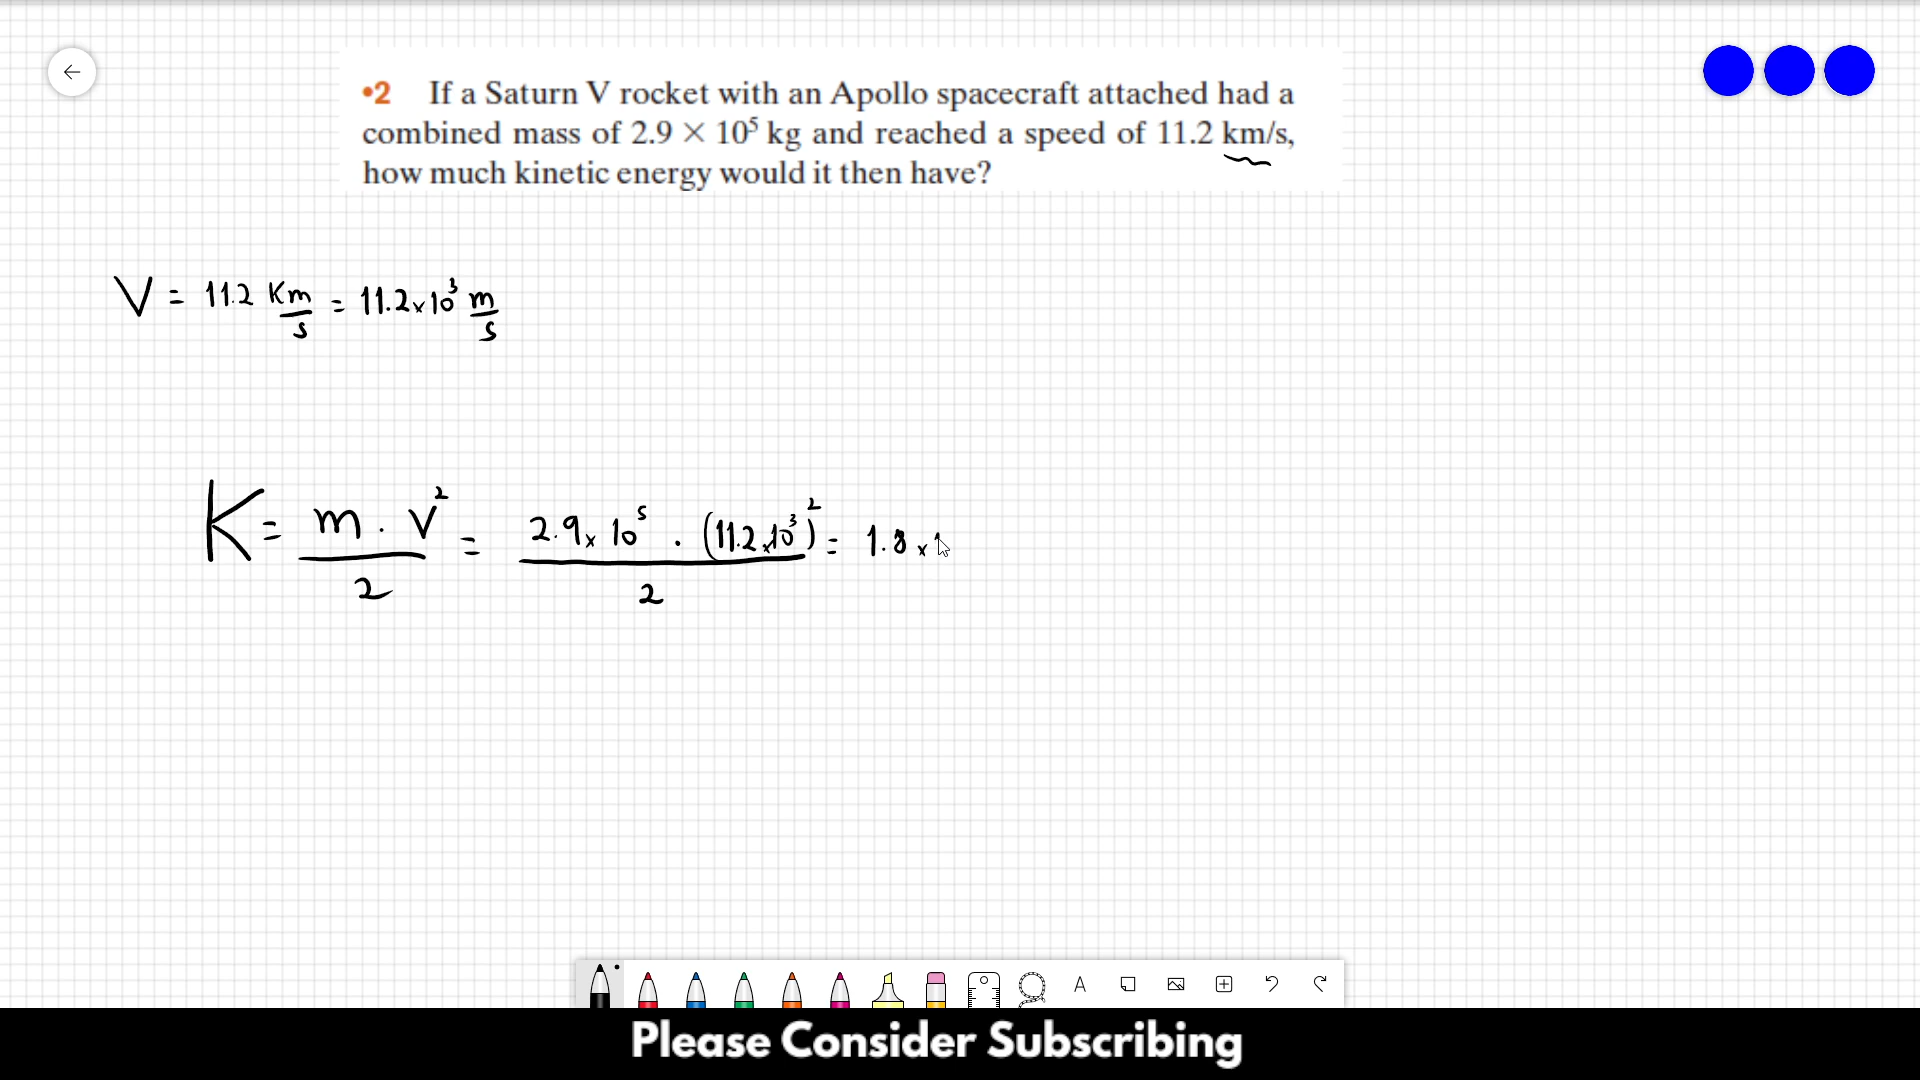 •2 If a Saturn V rocket with an Apollo spacecraft attached had a
combined mass of 2.9 × 10⁵ kg and reached a speed of 11.2 km/s,
how much kinetic energy would it then have?
V = 11.2 Km/s = 11.2 x 10³ m/s
K = m . v²/2 = 2.9 x 10⁵ . (11.2 x 10³)²/2 = 1.8 x
A
Please Consider Subscribing